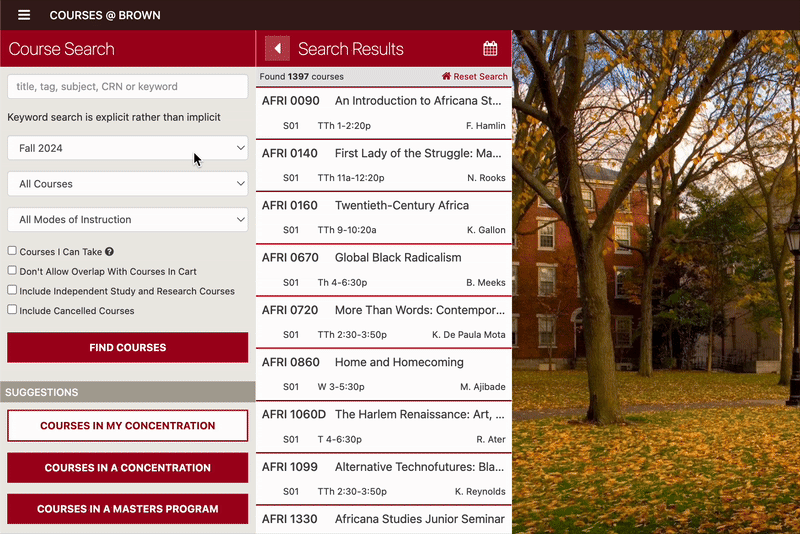 COURSES @ BROWN
Course Search
title, tag, subject, CRN or keyword
Keyword search is explicit rather than implicit
Fall 2024
All Courses
All Modes of Instruction
Courses I Can Take ?
Don't Allow Overlap With Courses In Cart
Include Independent Study and Research Courses
Include Cancelled Courses
FIND COURSES
SUGGESTIONS
COURSES IN MY CONCENTRATION
COURSES IN A CONCENTRATION
COURSES IN A MASTERS PROGRAM
Search Results
Found 1397 courses Reset Search
AFRI 0090 An Introduction to Africana St...
S01 TTh 1-2:20p F. Hamlin
AFRI 0140 First Lady of the Struggle: Ma...
S01 TTh 11a-12:20p N. Rooks
AFRI 0160 Twentieth-Century Africa
S01 TTh 9-10:20a K. Gallon
AFRI 0670 Global Black Radicalism
S01 Th 4-6:30p B. Meeks
AFRI 0720 More Than Words: Contempor...
S01 TTh 2:30-3:50p K. De Paula Mota
AFRI 0860 Home and Homecoming
S01 W 3-5:30p M. Ajibade
AFRI 1060D The Harlem Renaissance: Art, ...
S01 T 4-6:30p R. Ater
AFRI 1099 Alternative Technofutures: Bla...
S01 TTh 2:30-3:50p K. Reynolds
AFRI 1330 Africana Studies Junior Seminar